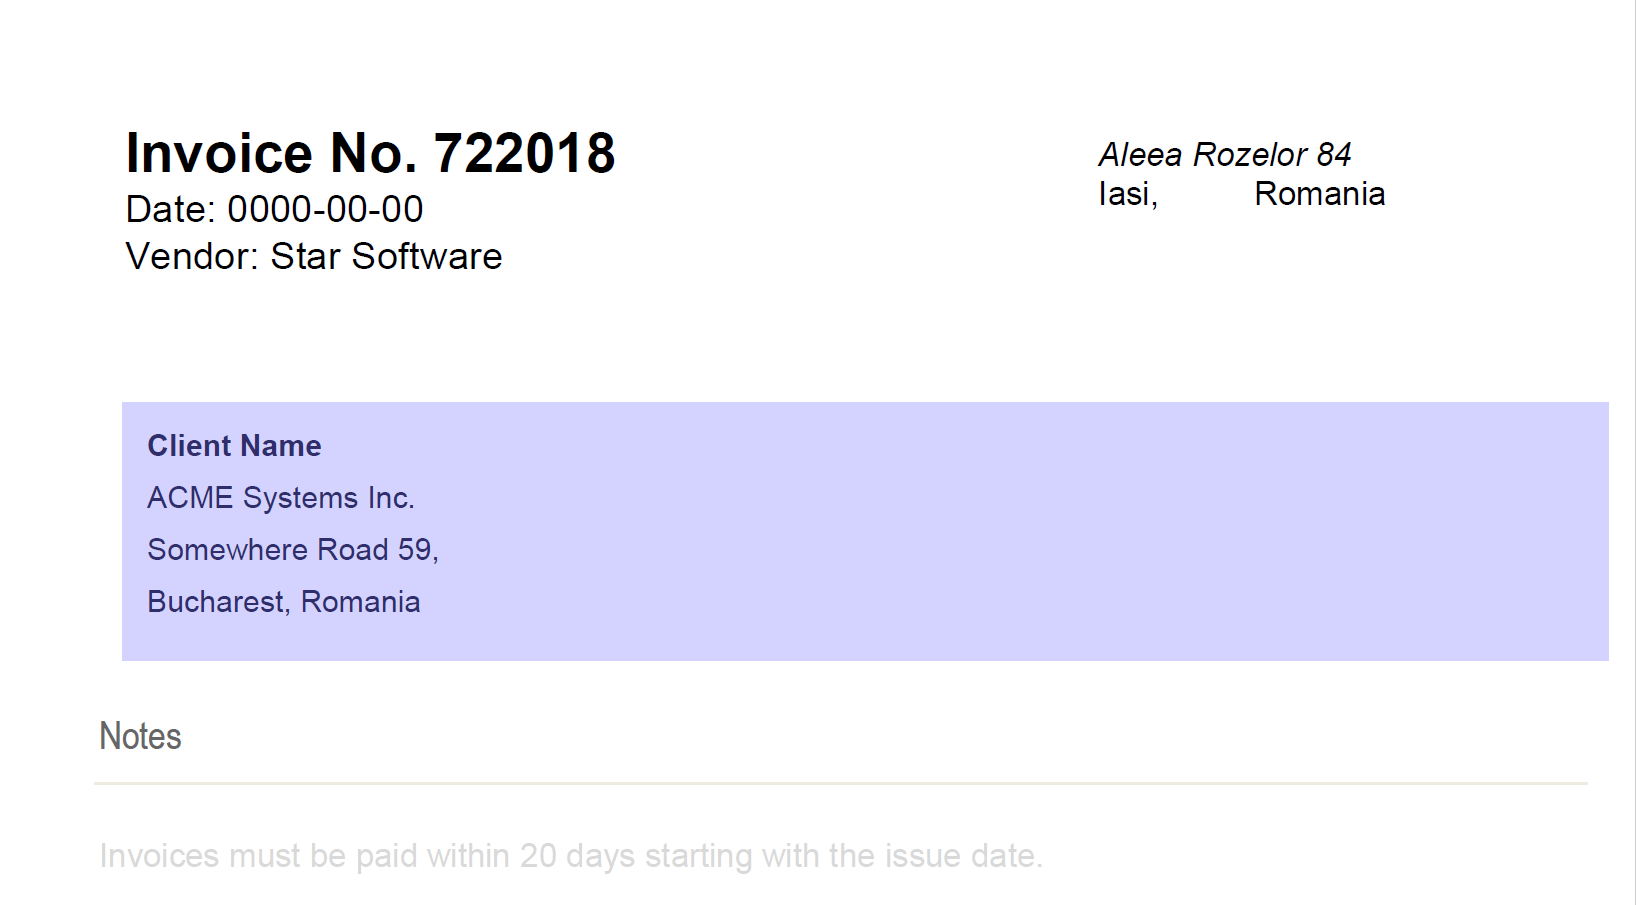 Invoice No. 722018
Date: 0000-00-00
Vendor: Star Software
Aleea Rozelor 84
Iasi, Romania
Client Name
ACME Systems Inc.
Somewhere Road 59,
Bucharest, Romania
Notes
Invoices must be paid within 20 days starting with the issue date.